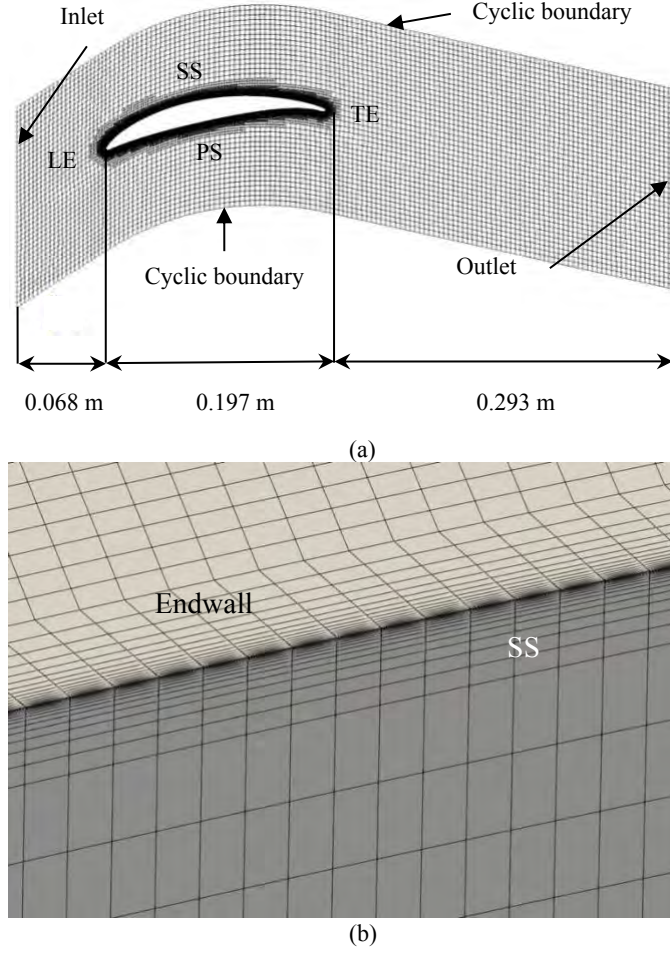 Inlet
Cyclic boundary
SS
TE
LE
PS
Cyclic boundary
Outlet
0.068 m
0.197 m
0.293 m
(a)
Endwall
SS
(b)